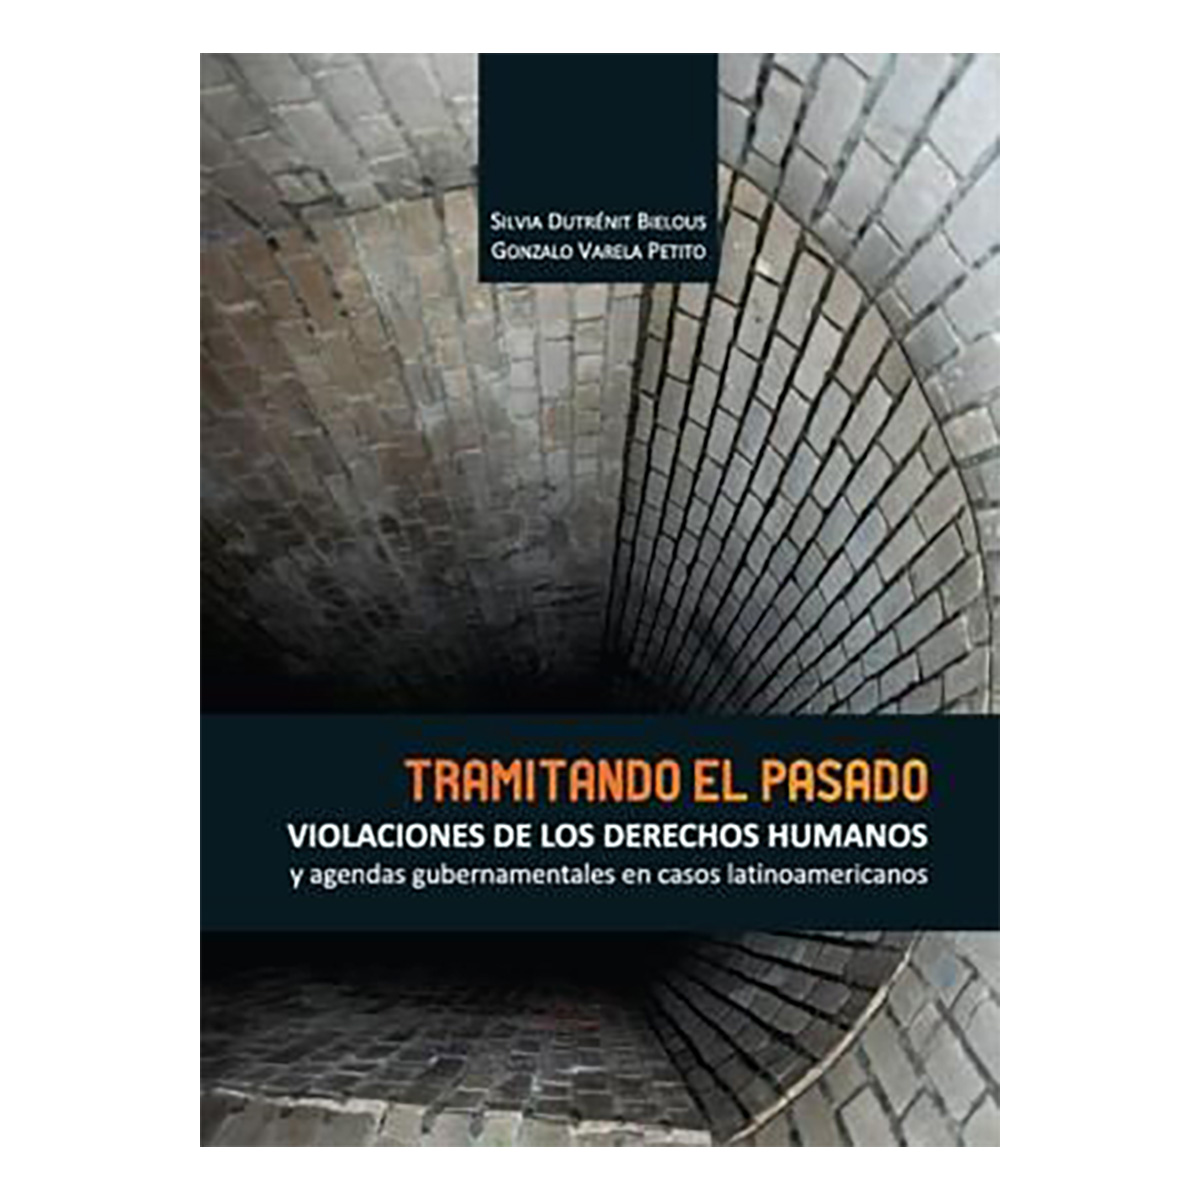 SILVIA DUTRÉNIT BIELOUS
GONZALO VARELA PETITO
TRAMITANDO EL PASADO
VIOLACIONES DE LOS DERECHOS HUMANOS
y agendas gubernamentales en casos latinoamericanos